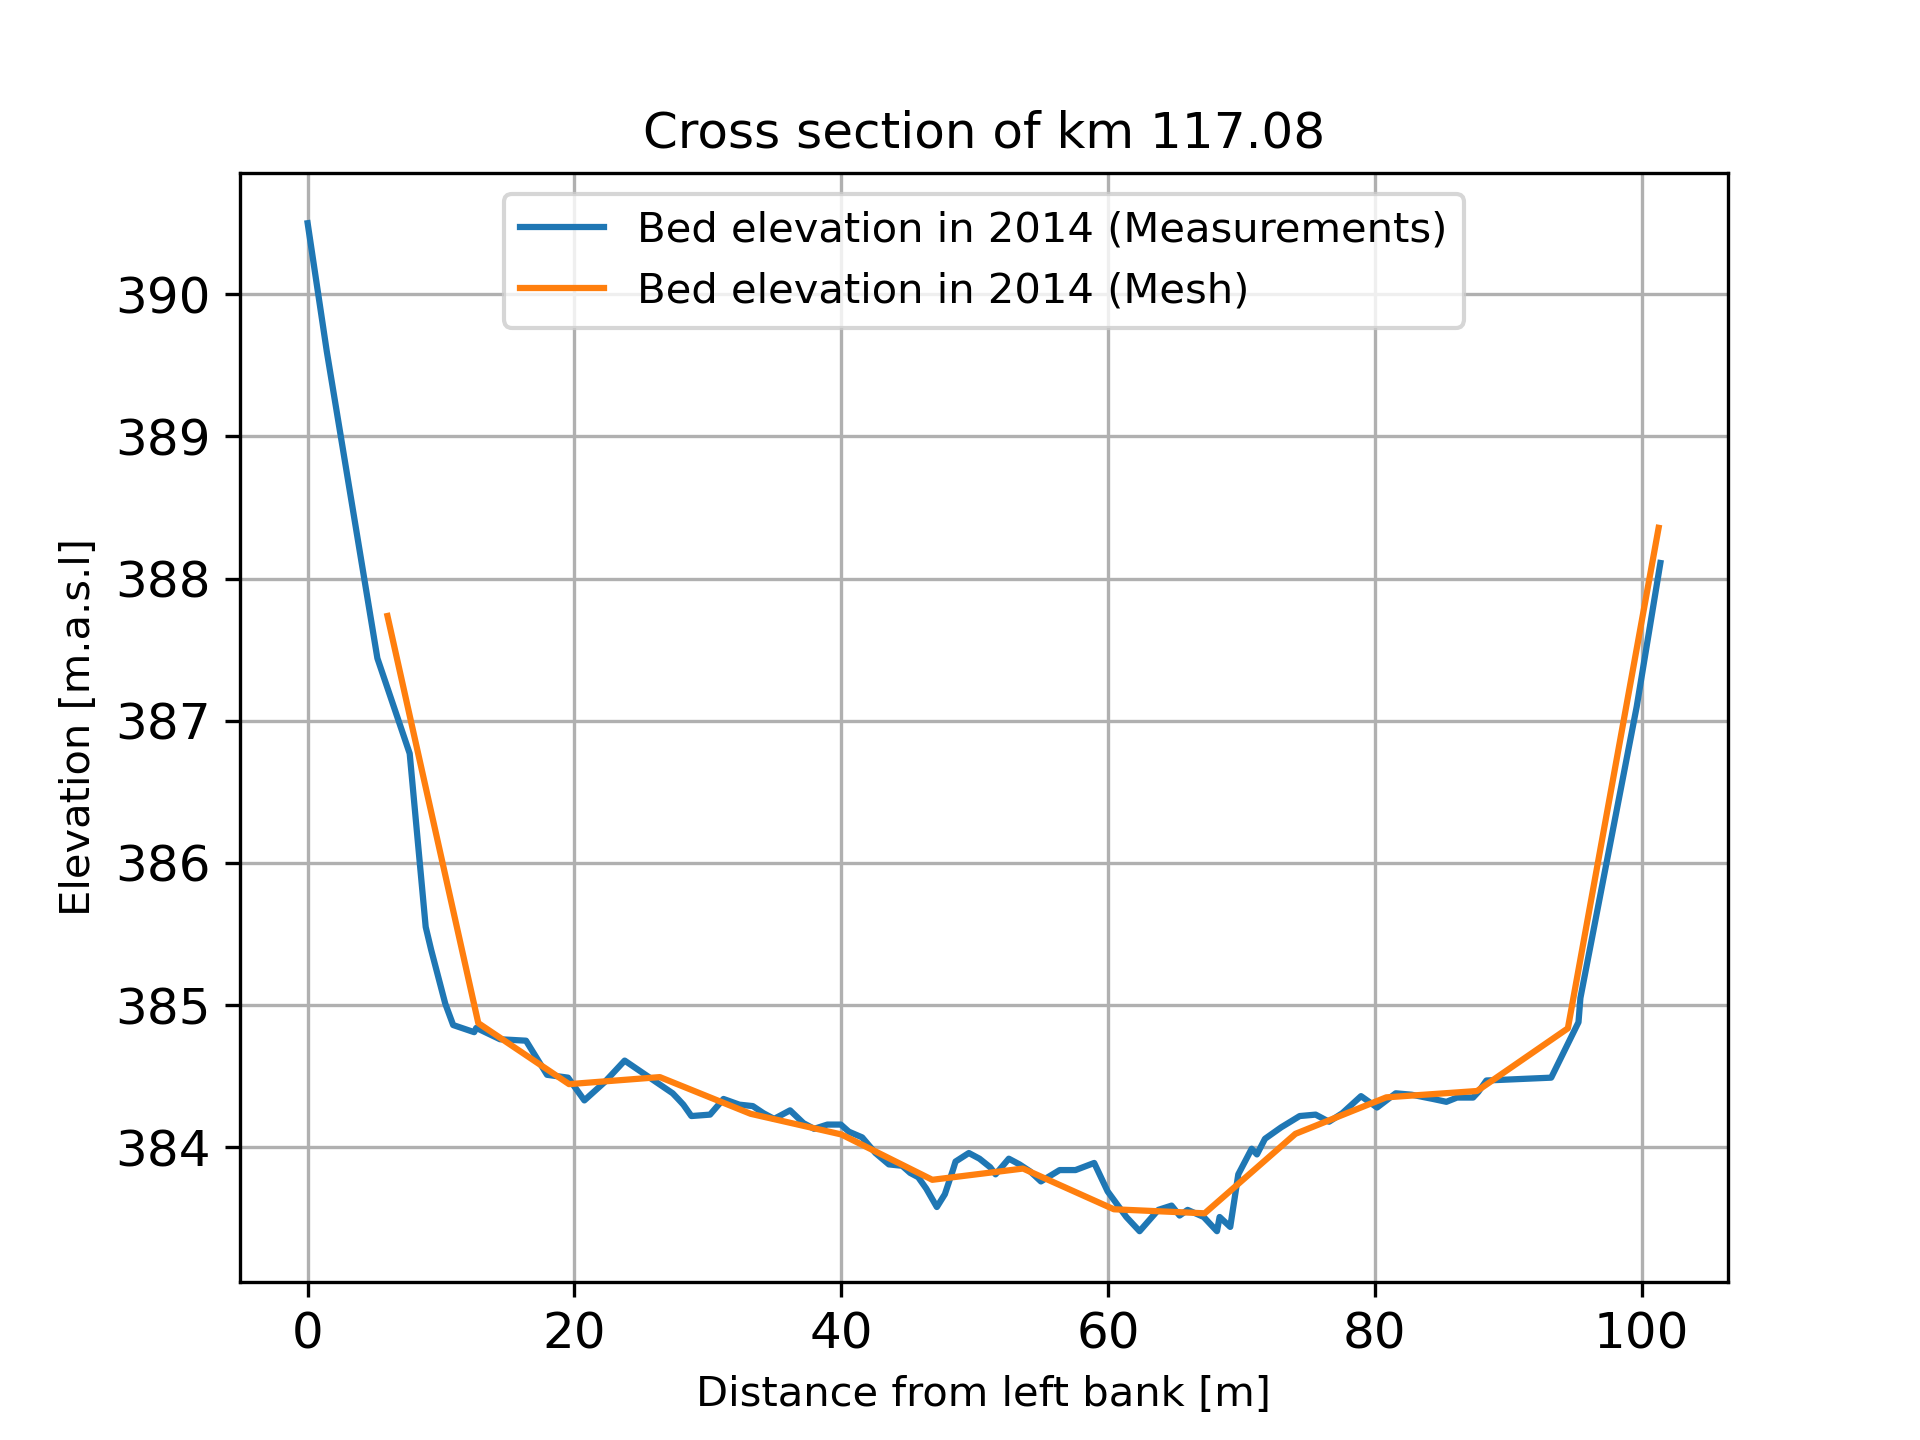 Cross section of km 117.08
Bed elevation in 2014 (Measurements)
Bed elevation in 2014 (Mesh)
Elevation [m.a.s.l]
390
389
388
387
386
385
384
0 20 40 60 80 100
Distance from left bank [m]